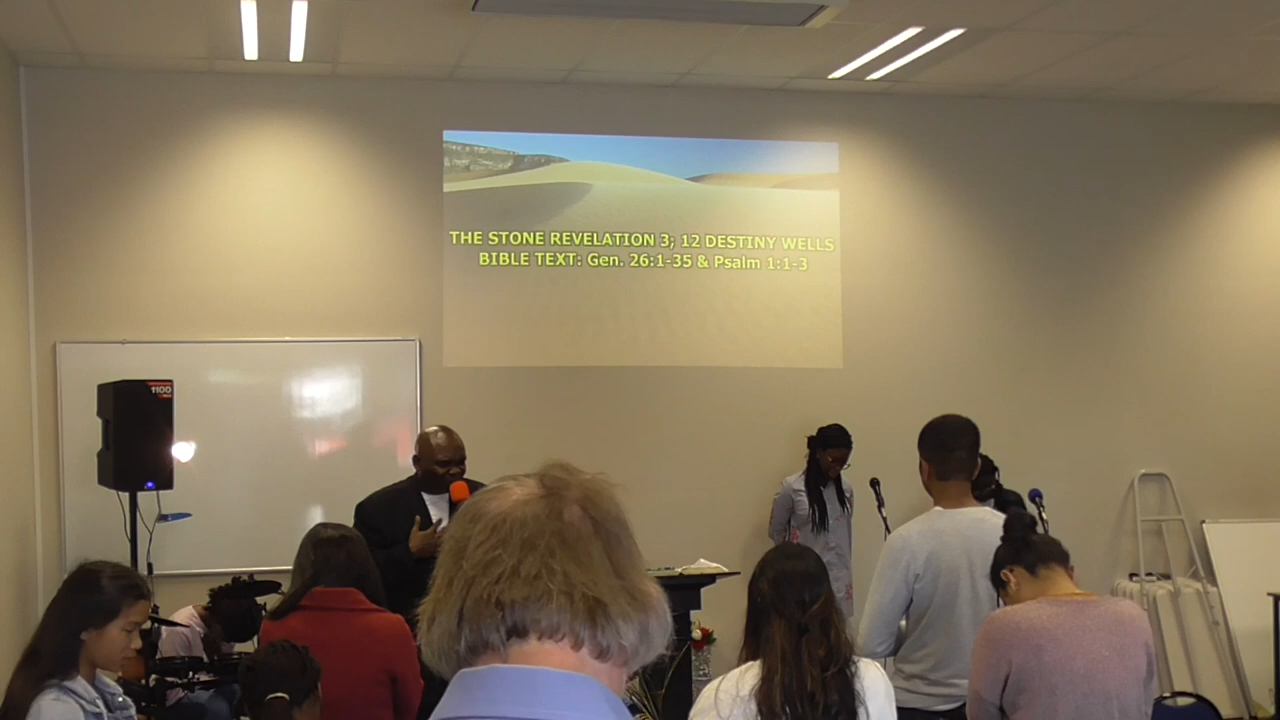 THE STONE REVELATION 3; 12 DESTINY WELLS
BIBLE TEXT: Gen. 26:1-35 & Psalm 1:1-3
1100